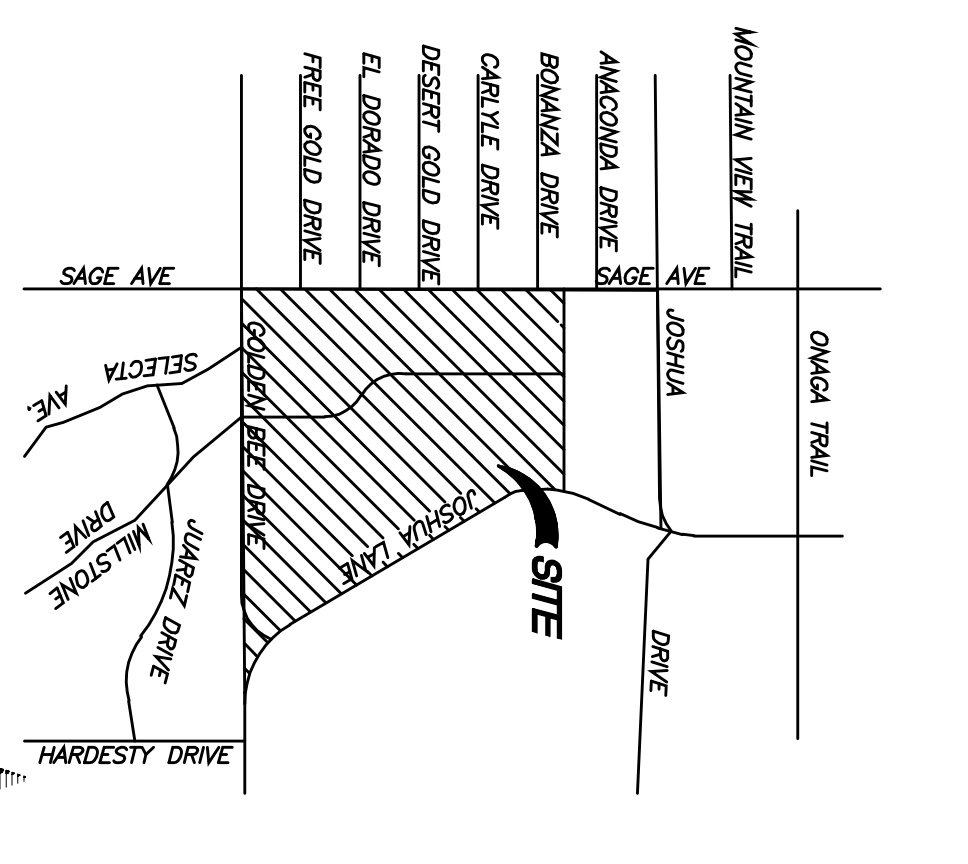 FREE GOLD DRIVE
EL DORADO DRIVE
DESERT GOLD DRIVE
CARLYLE DRIVE
BONANZA DRIVE
ANACONDA DRIVE
MOUNTAIN VIEW TRAIL
SAGE AVE
SAGE AVE
JOSHUA
ONAGA TRAIL
SELECTA
AVE.
GOLDEN BEE DRIVE
MILLSTONE
DRIVE
JUAREZ DRIVE
JOSHUA LANE
SITE
DRIVE
HARDESTY DRIVE